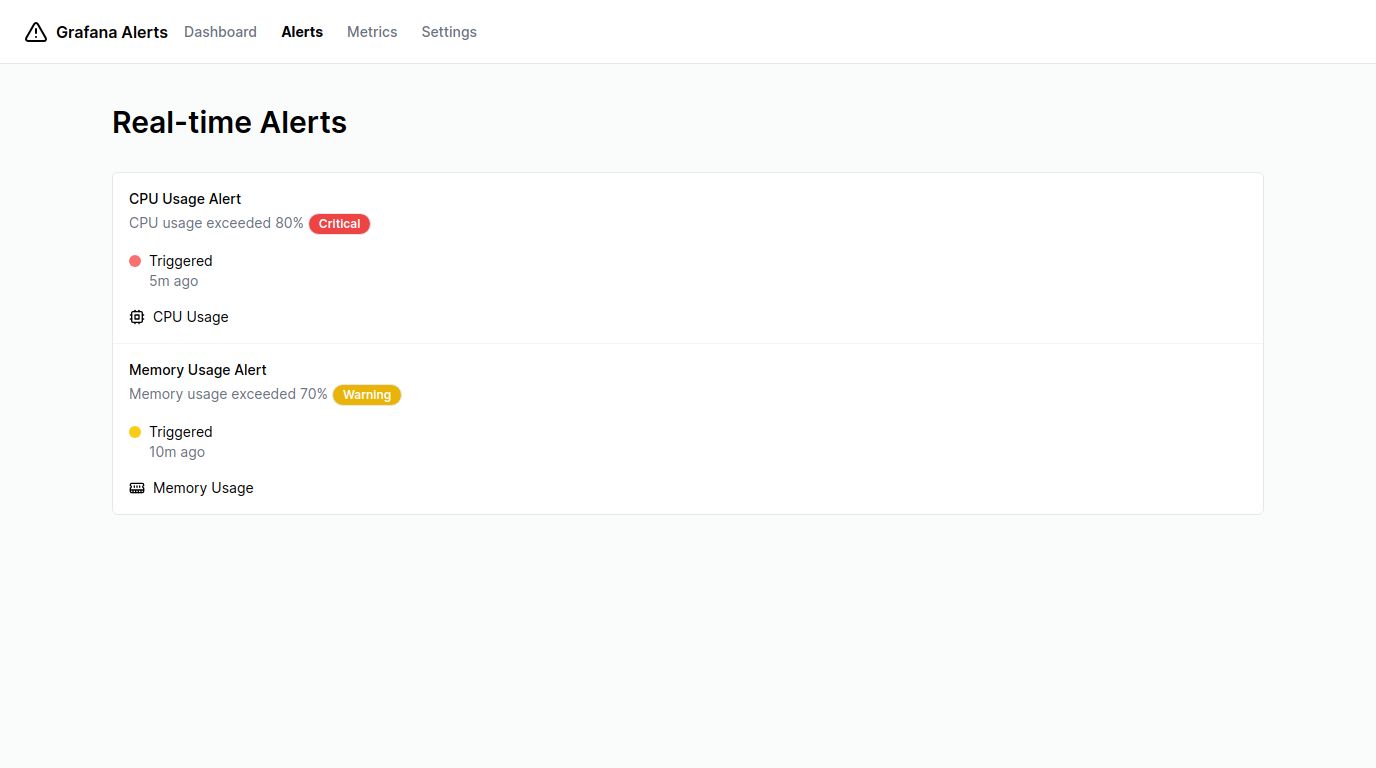 Grafana Alerts Dashboard Alerts Metrics Settings
Real-time Alerts
CPU Usage Alert
CPU usage exceeded 80% Critical
Triggered
5m ago
CPU Usage
Memory Usage Alert
Memory usage exceeded 70% Warning
Triggered
10m ago
Memory Usage